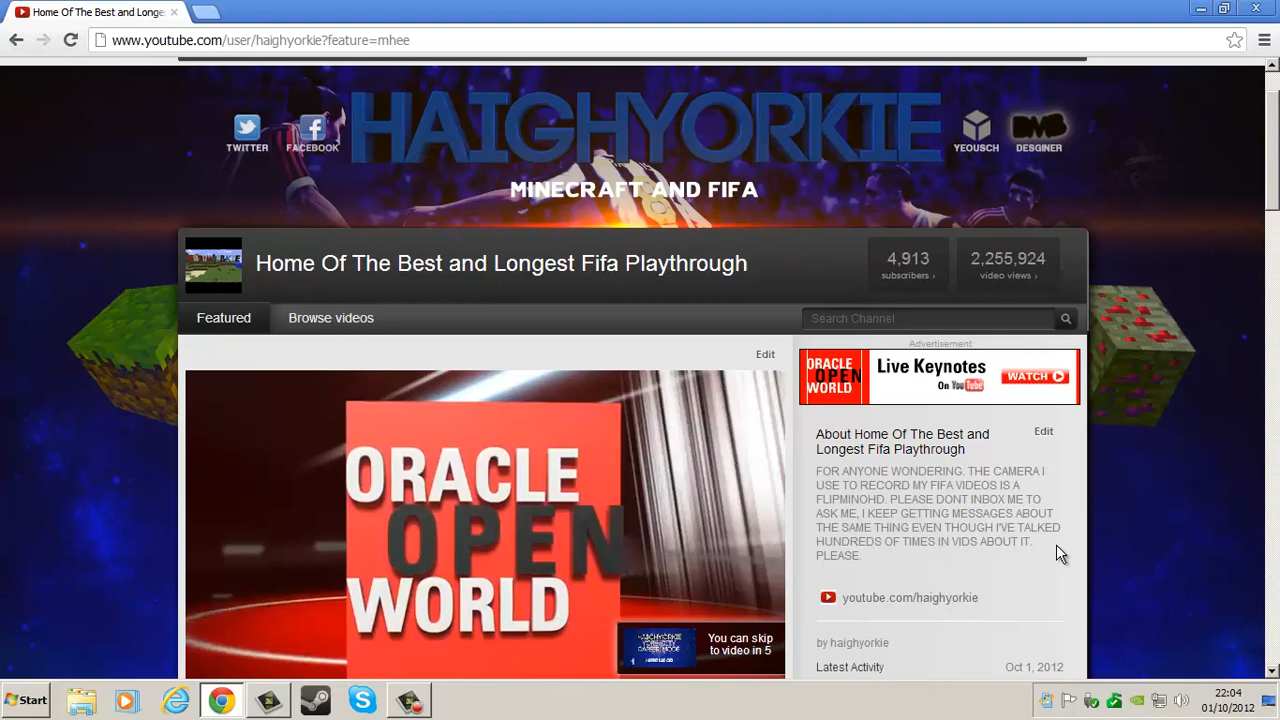 Home Of The Best and Longe
www.youtube.com/user/haighyorkie?feature=mhee
TWITTER
FACEBOOK
HAIGHYORKIE
YEOUSCH
DESGINER
MINECRAFT AND FIFA
Home Of The Best and Longest Fifa Playthrough
4,913
subscribers ›
2,255,924
video views ›
Featured
Browse videos
Search Channel
Edit
Advertisement
ORACLE
OPEN
WORLD
Live Keynotes
On YouTube
WATCH
About Home Of The Best and
Longest Fifa Playthrough
Edit
FOR ANYONE WONDERING. THE CAMERA I
USE TO RECORD MY FIFA VIDEOS IS A
FLIPMINOHD. PLEASE DONT INBOX ME TO
ASK ME, I KEEP GETTING MESSAGES ABOUT
THE SAME THING EVEN THOUGH I'VE TALKED
HUNDREDS OF TIMES IN VIDS ABOUT IT.
PLEASE.
youtube.com/haighyorkie
by haighyorkie
Latest Activity
Oct 1, 2012
ORACLE
OPEN
WORLD
You can skip
to video in 5
Start
22:04
01/10/2012